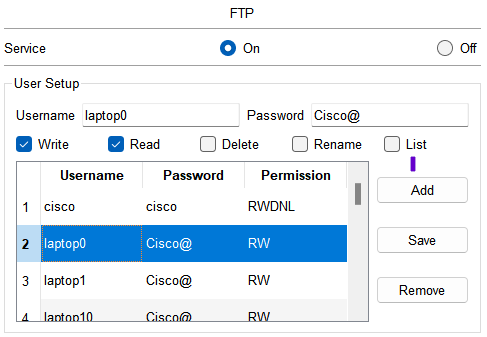 FTP
Service On Off
User Setup
Username laptop0 Password Cisco@
Write Read Delete Rename List
Username Password Permission
1 cisco cisco RWDNL
2 laptop0 Cisco@ RW
3 laptop1 Cisco@ RW
4 laptop10 Cisco@ RW
Add
Save
Remove